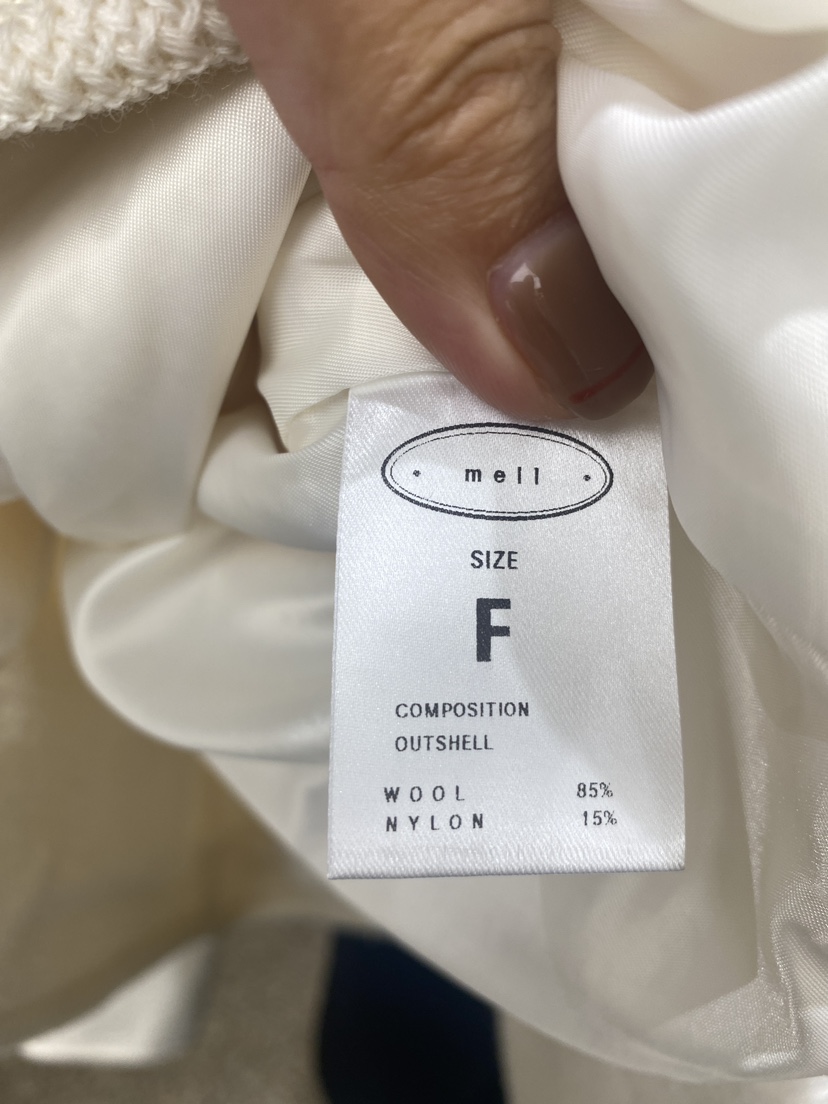 mell
SIZE
F
COMPOSITION
OUTSHELL
WOOL 85%
NYLON 15%